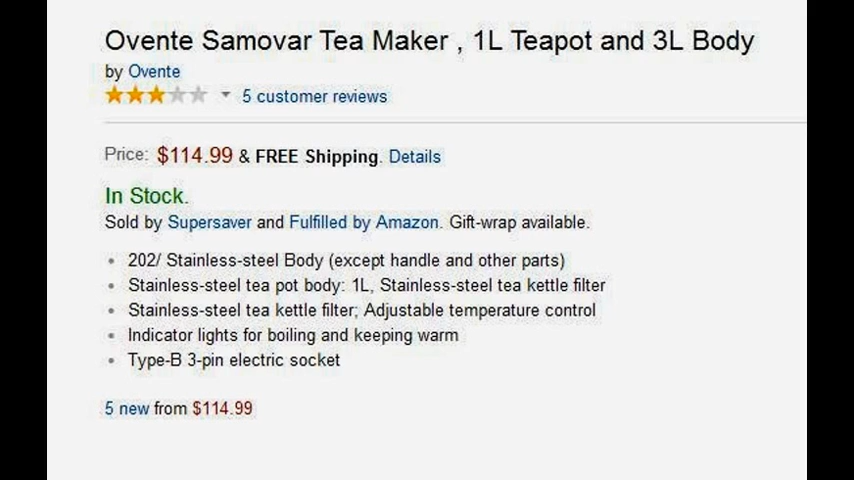 Ovente Samovar Tea Maker , 1L Teapot and 3L Body
by Ovente
5 customer reviews
Price: $114.99 & FREE Shipping. Details
In Stock.
Sold by Supersaver and Fulfilled by Amazon. Gift-wrap available.
202/ Stainless-steel Body (except handle and other parts)
Stainless-steel tea pot body: 1L, Stainless-steel tea kettle filter
Stainless-steel tea kettle filter; Adjustable temperature control
Indicator lights for boiling and keeping warm
Type-B 3-pin electric socket
5 new from $114.99